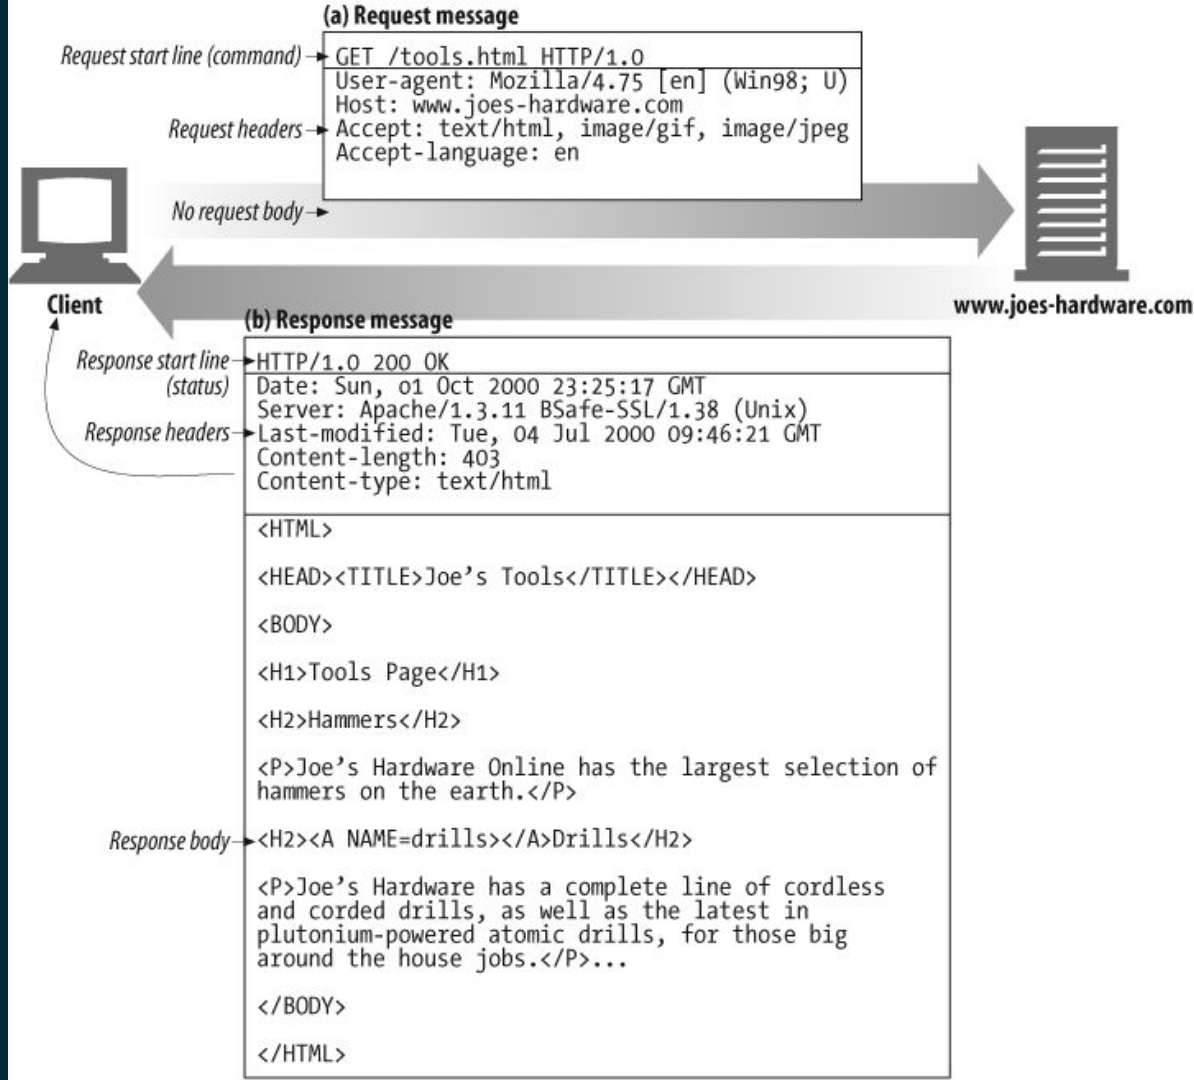 (a) Request message
Request start line (command)
GET /tools.html HTTP/1.0
User-agent: Mozilla/4.75 [en] (Win98; U)
Host: www.joes-hardware.com
Request headers
Accept: text/html, image/gif, image/jpeg
Accept-language: en
No request body
Client
www.joes-hardware.com
(b) Response message
Response start line
(status)
HTTP/1.0 200 OK
Date: Sun, o1 Oct 2000 23:25:17 GMT
Server: Apache/1.3.11 BSafe-SSL/1.38 (Unix)
Response headers
Last-modified: Tue, 04 Jul 2000 09:46:21 GMT
Content-length: 403
Content-type: text/html
<HTML>
<HEAD><TITLE>Joe’s Tools</TITLE></HEAD>
<BODY>
<H1>Tools Page</H1>
<H2>Hammers</H2>
<P>Joe’s Hardware Online has the largest selection of
hammers on the earth.</P>
Response body
<H2><A NAME=drills></A>Drills</H2>
<P>Joe’s Hardware has a complete line of cordless
and corded drills, as well as the latest in
plutonium-powered atomic drills, for those big
around the house jobs.</P>...
</BODY>
</HTML>